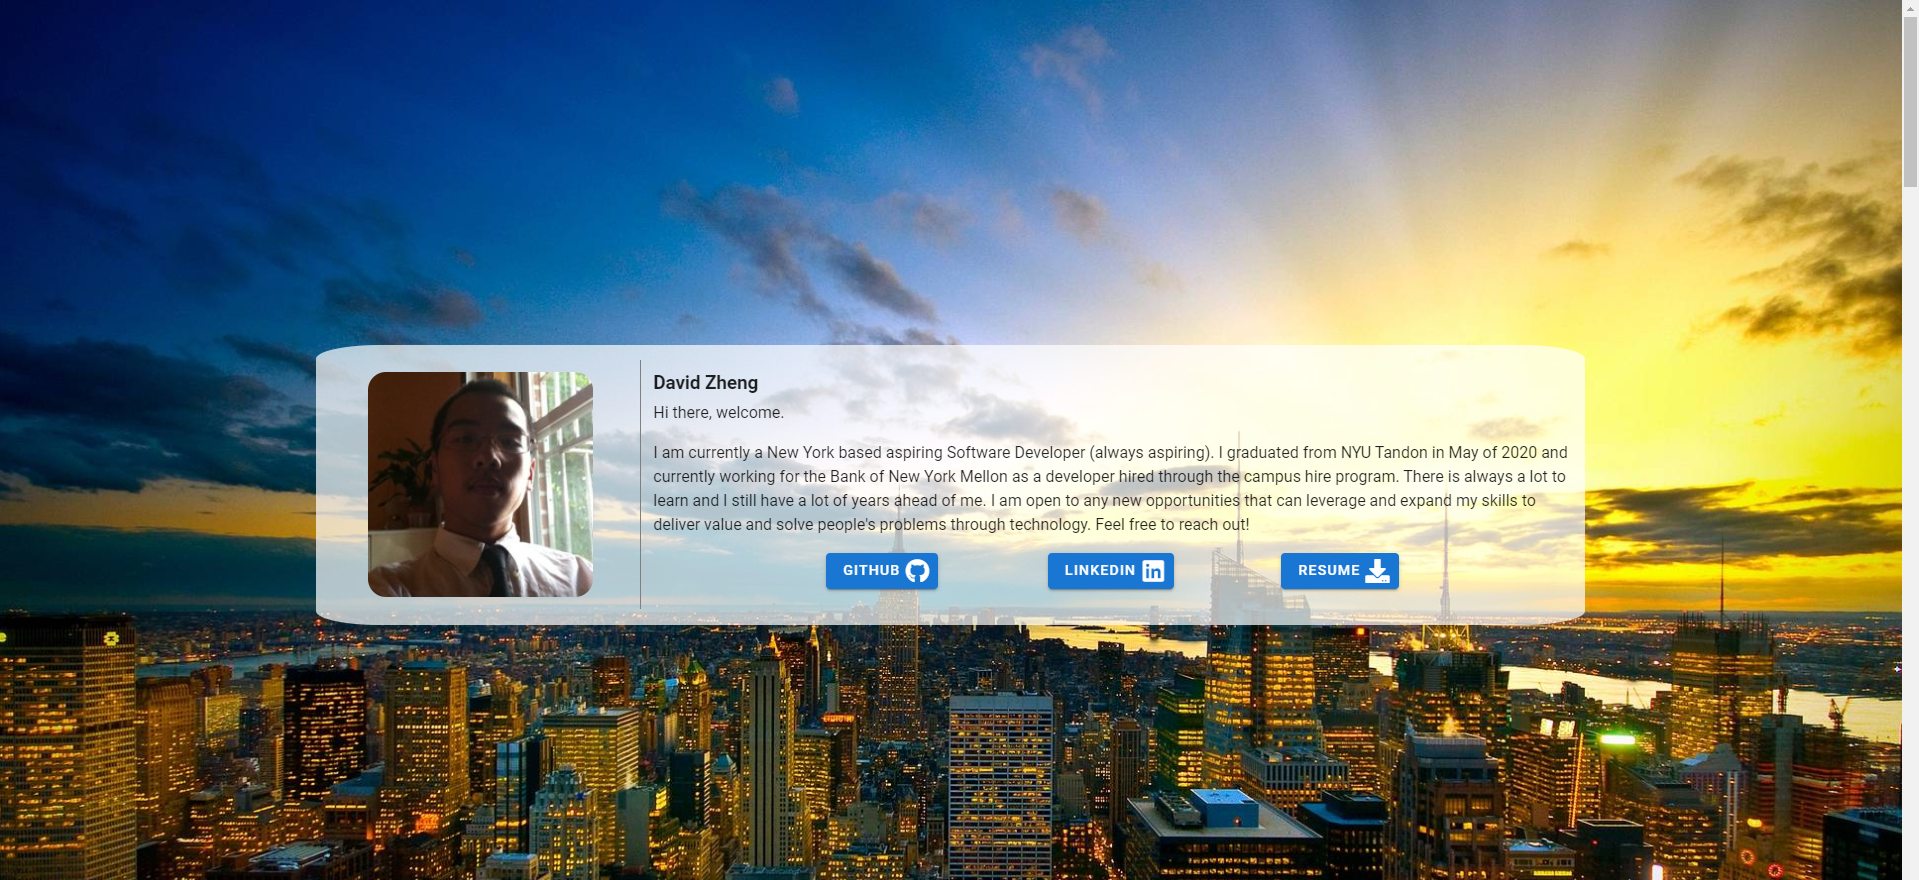 David Zheng
Hi there, welcome.
I am currently a New York based aspiring Software Developer (always aspiring). I graduated from NYU Tandon in May of 2020 and
currently working for the Bank of New York Mellon as a developer hired through the campus hire program. There is always a lot to
learn and I still have a lot of years ahead of me. I am open to any new opportunities that can leverage and expand my skills to
deliver value and solve people's problems through technology. Feel free to reach out!
GITHUB
LINKEDIN in
RESUME